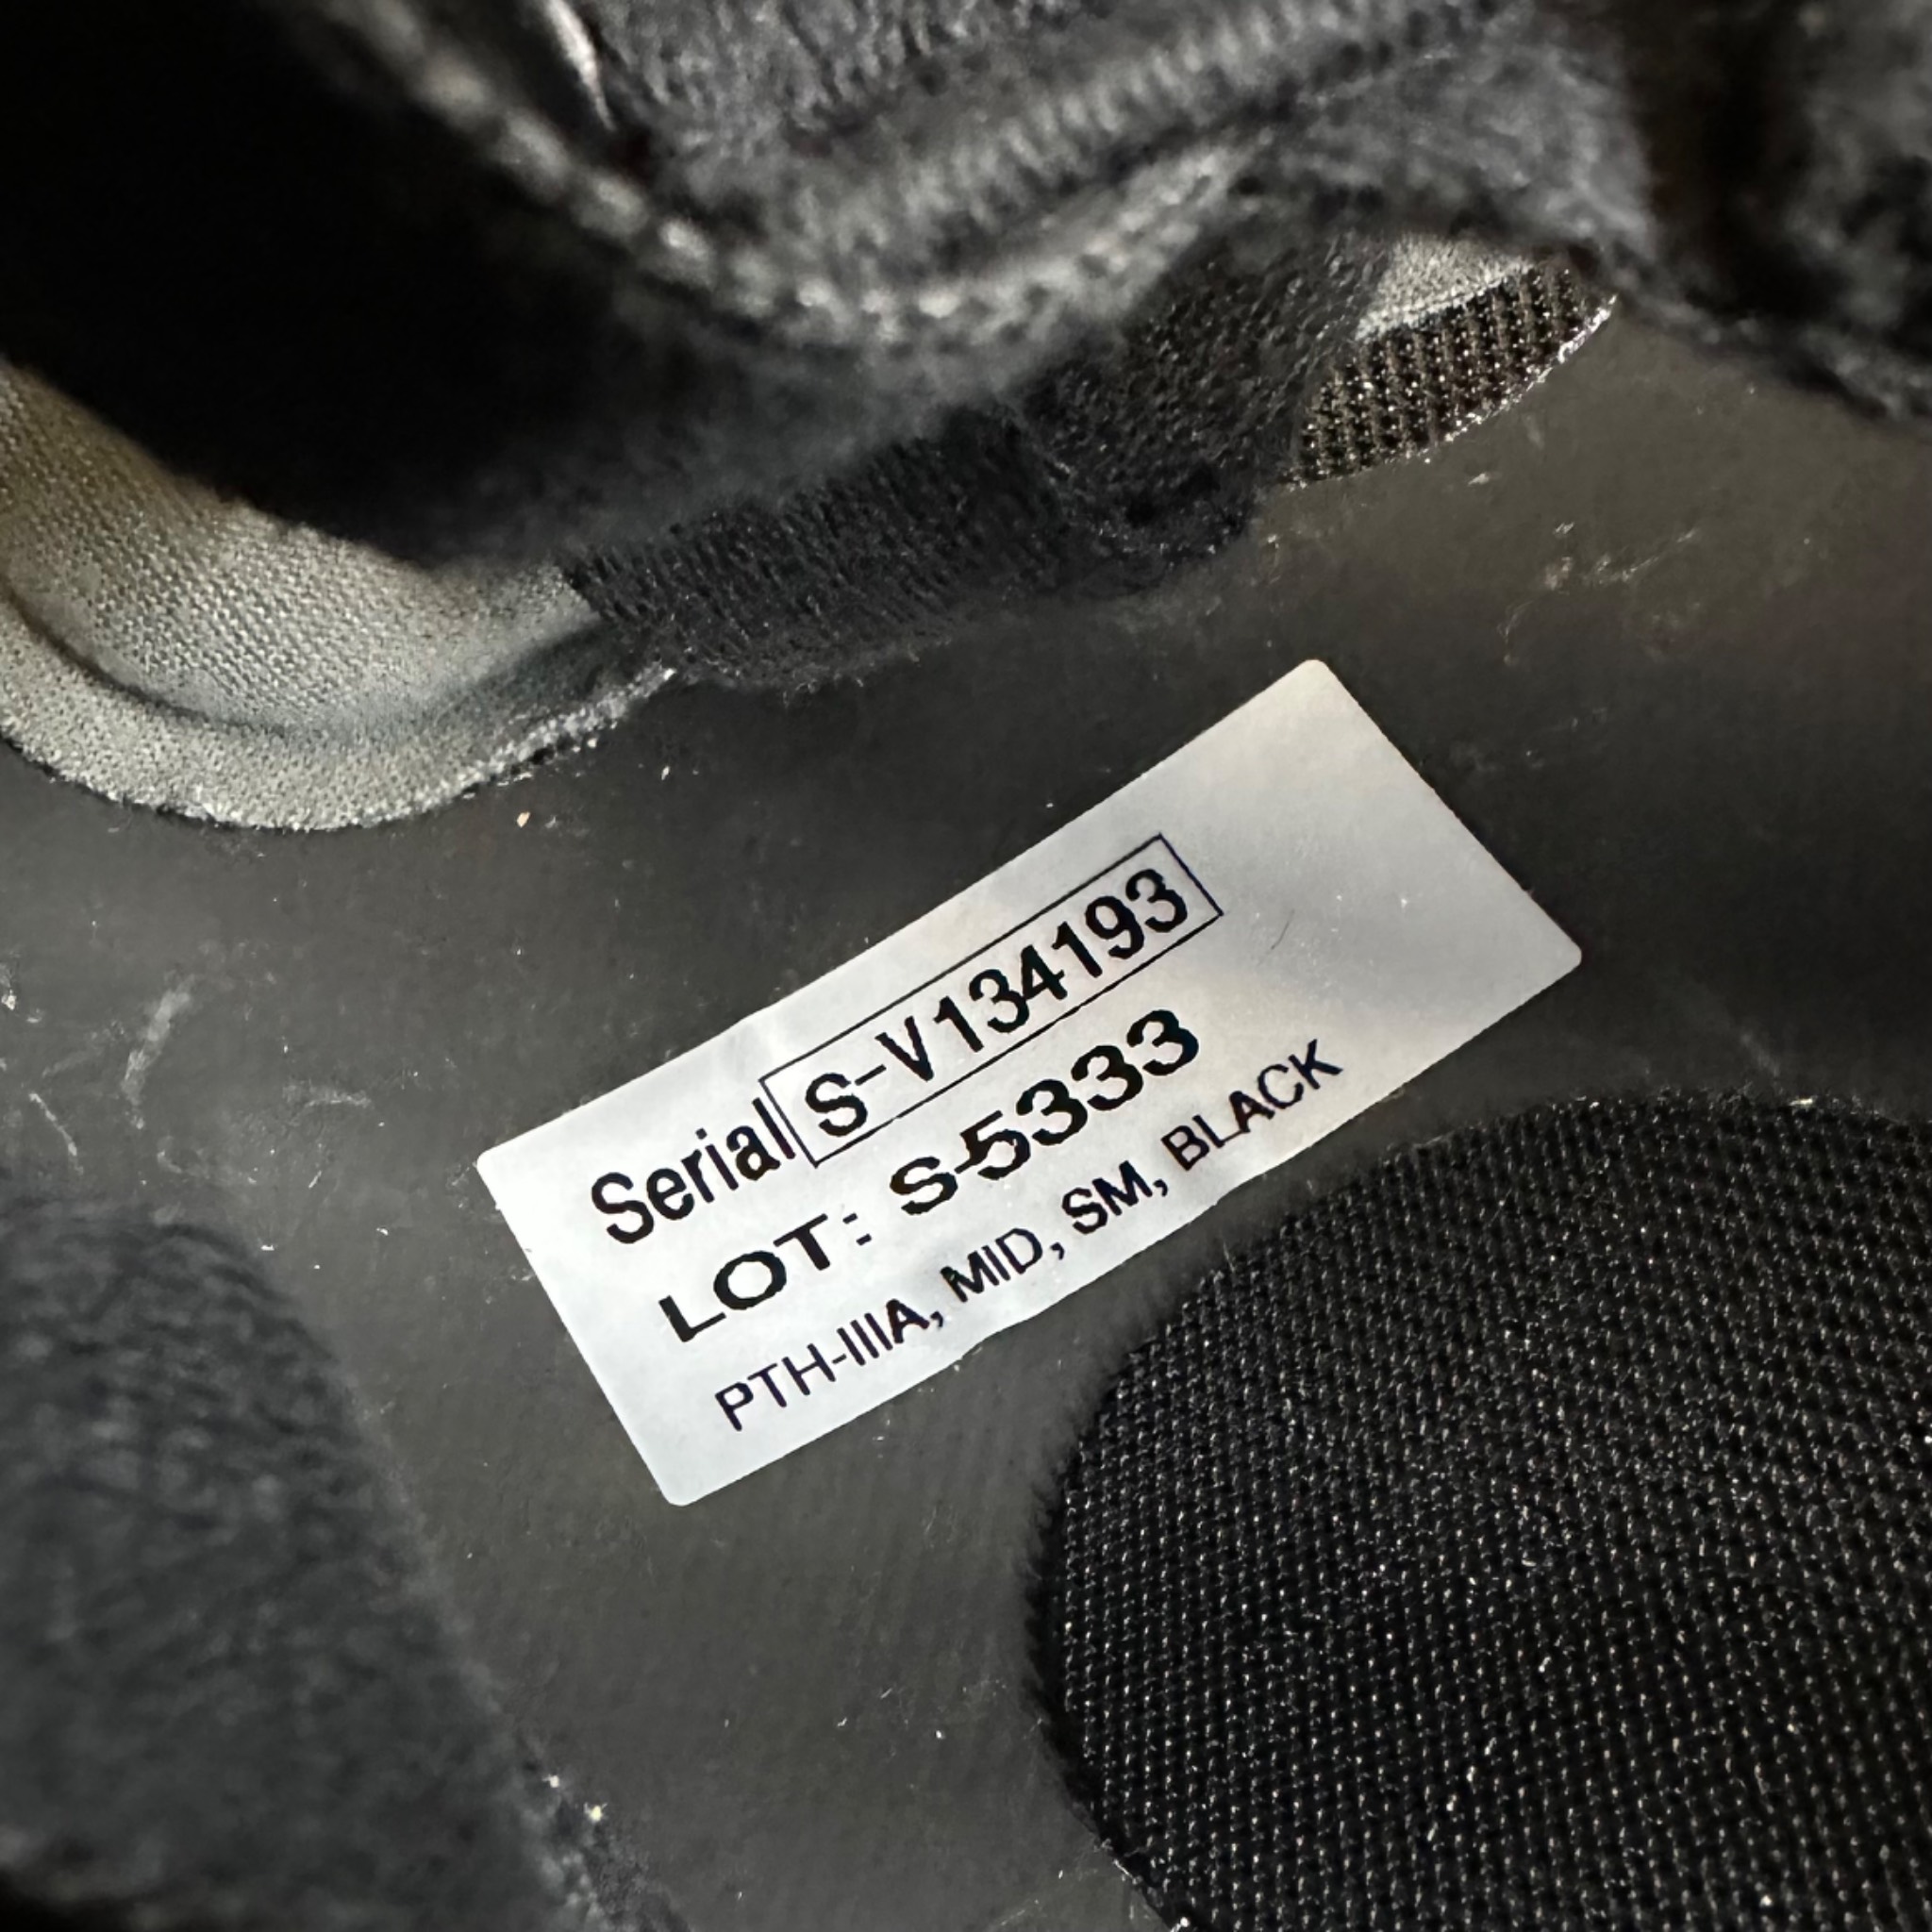 Serial S-V134193
LOT: S-5333
PTH-IIIA, MID, SM, BLACK